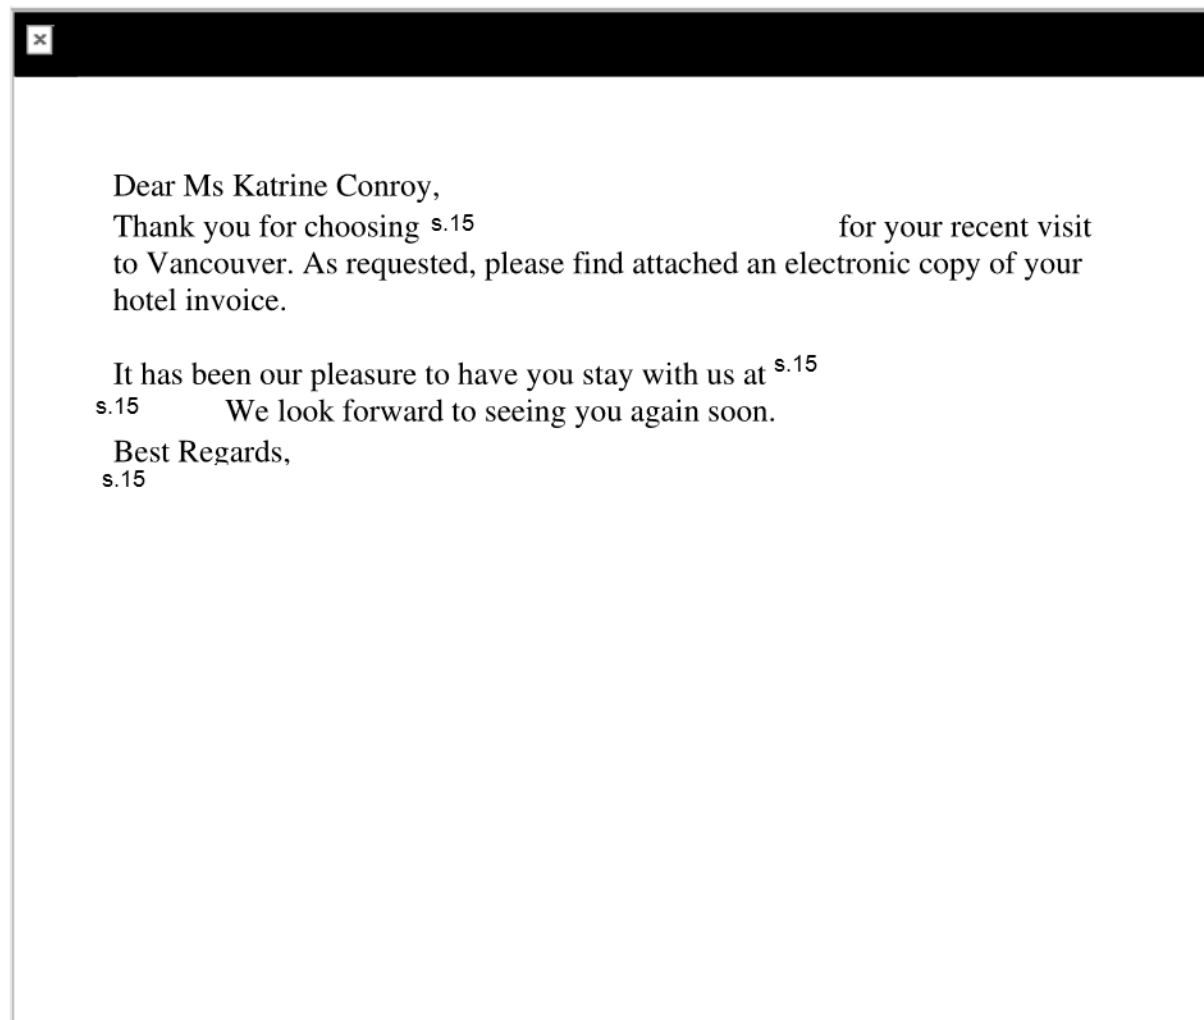 Dear Ms Katrine Conroy,
Thank you for choosing s.15 for your recent visit
to Vancouver. As requested, please find attached an electronic copy of your
hotel invoice.
It has been our pleasure to have you stay with us at s.15
s.15 We look forward to seeing you again soon.
Best Regards,
s.15